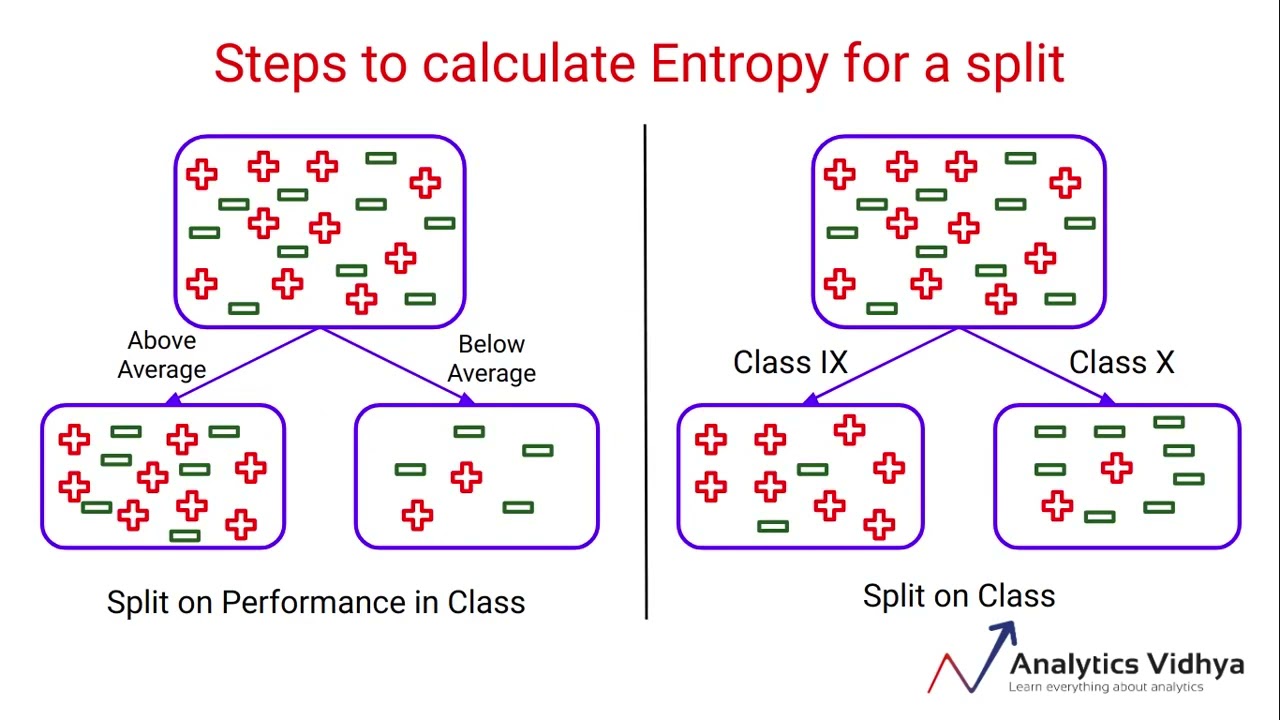 Steps to calculate Entropy for a split
Above
Average
Below
Average
Split on Performance in Class
Class IX
Class X
Split on Class
Analytics Vidhya
Learn everything about analytics